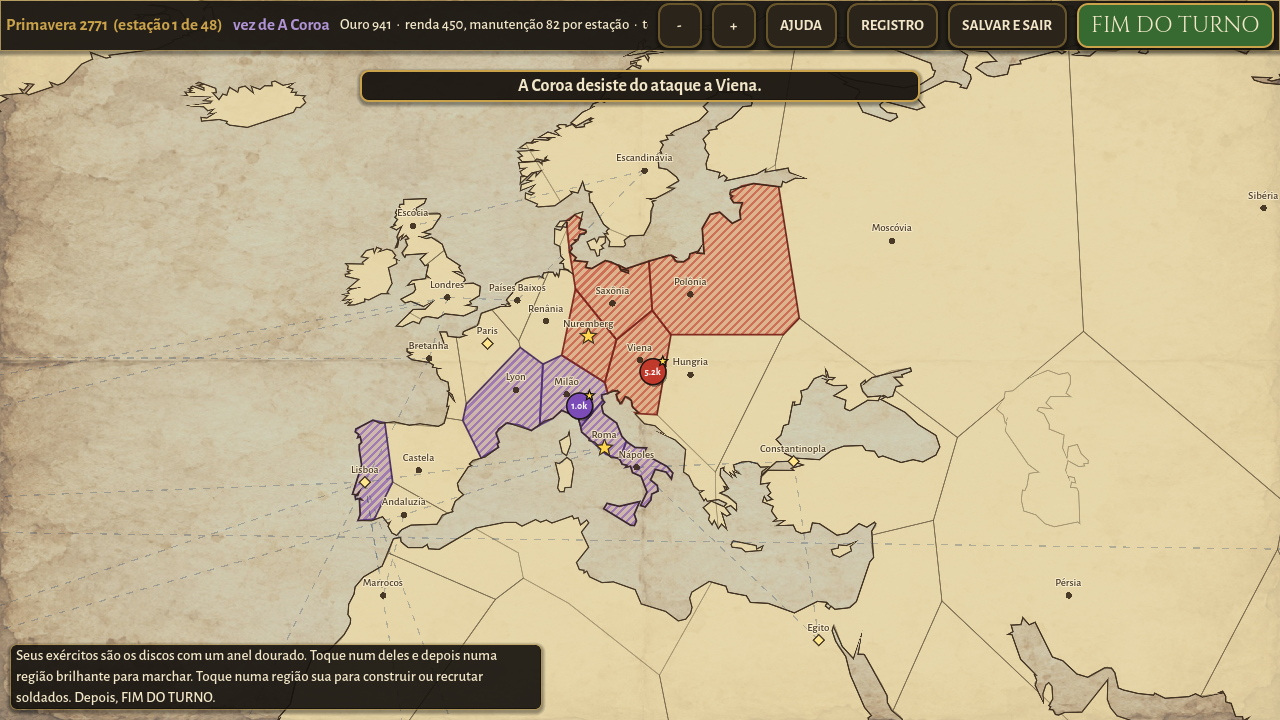 Primavera 2771 (estação 1 de 48) vez de A Coroa Ouro 941 · renda 450, manutenção 82 por estação · t
- + AJUDA REGISTRO SALVAR E SAIR FIM DO TURNO
A Coroa desiste do ataque a Viena.
Escandinávia
Sibéria
Escócia
Moscóvia
Londres
Países Baixos
Saxónia
Polónia
Renânia
Nuremberg
Paris
Bretanha
Viena
Hungria
5.2k
Lyon
Milão
1.0k
Roma
Nápoles
Constantinopla
Castela
Lisboa
Andaluzia
Marrocos
Pérsia
Egito
Seus exércitos são os discos com um anel dourado. Toque num deles e depois numa
região brilhante para marchar. Toque numa região sua para construir ou recrutar
soldados. Depois, FIM DO TURNO.